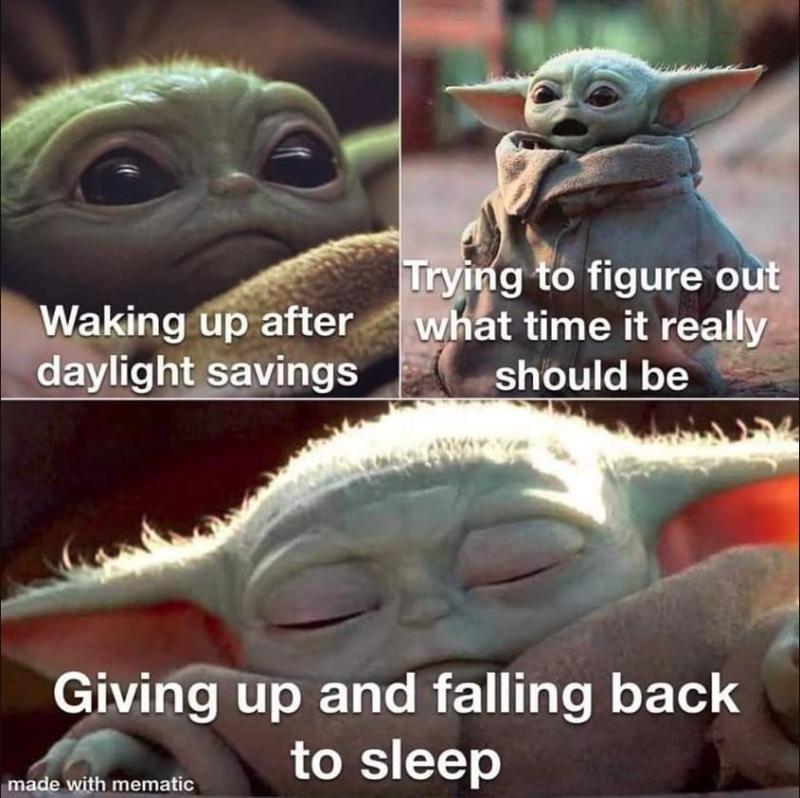 Waking up after
daylight savings
Trying to figure out
what time it really
should be
Giving up and falling back
to sleep
made with mematic